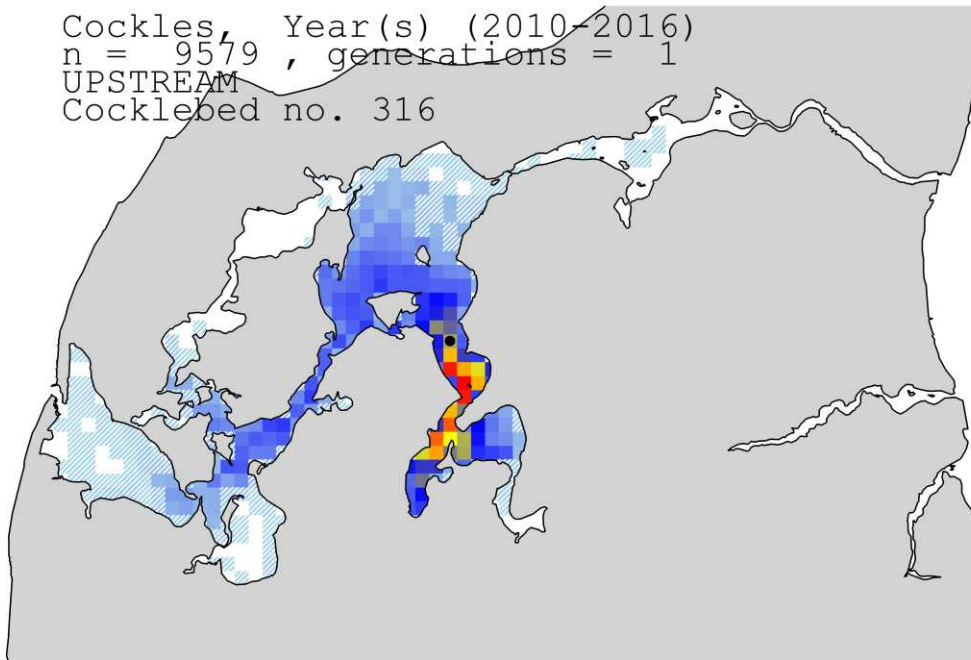 Cockles, Year(s) (2010-2016)
n = 9579 , generations = 1
UPSTREAM
Cocklebed no. 316